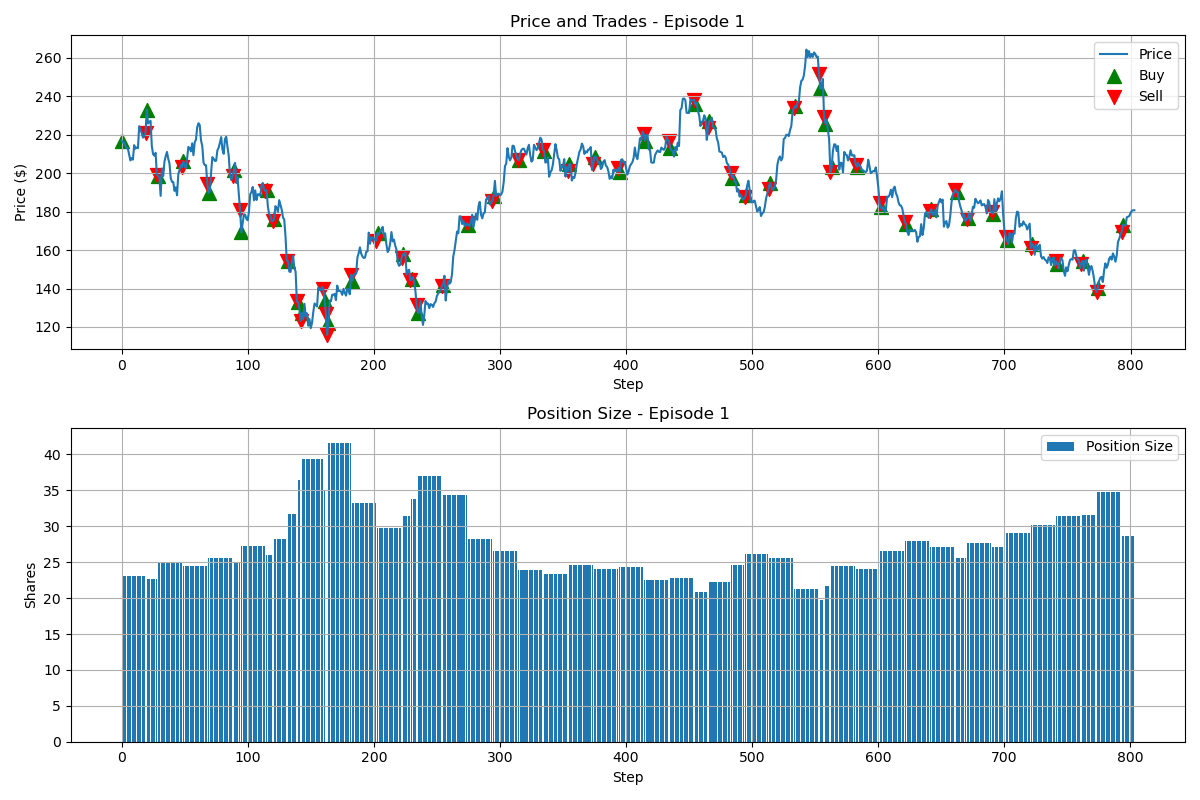 Price and Trades - Episode 1
Price ($)
260
240
220
200
180
160
140
120
0 100 200 300 400 500 600 700 800
Step
Price
Buy
Sell
Position Size - Episode 1
Shares
40
35
30
25
20
15
10
5
0
0 100 200 300 400 500 600 700 800
Step
Position Size